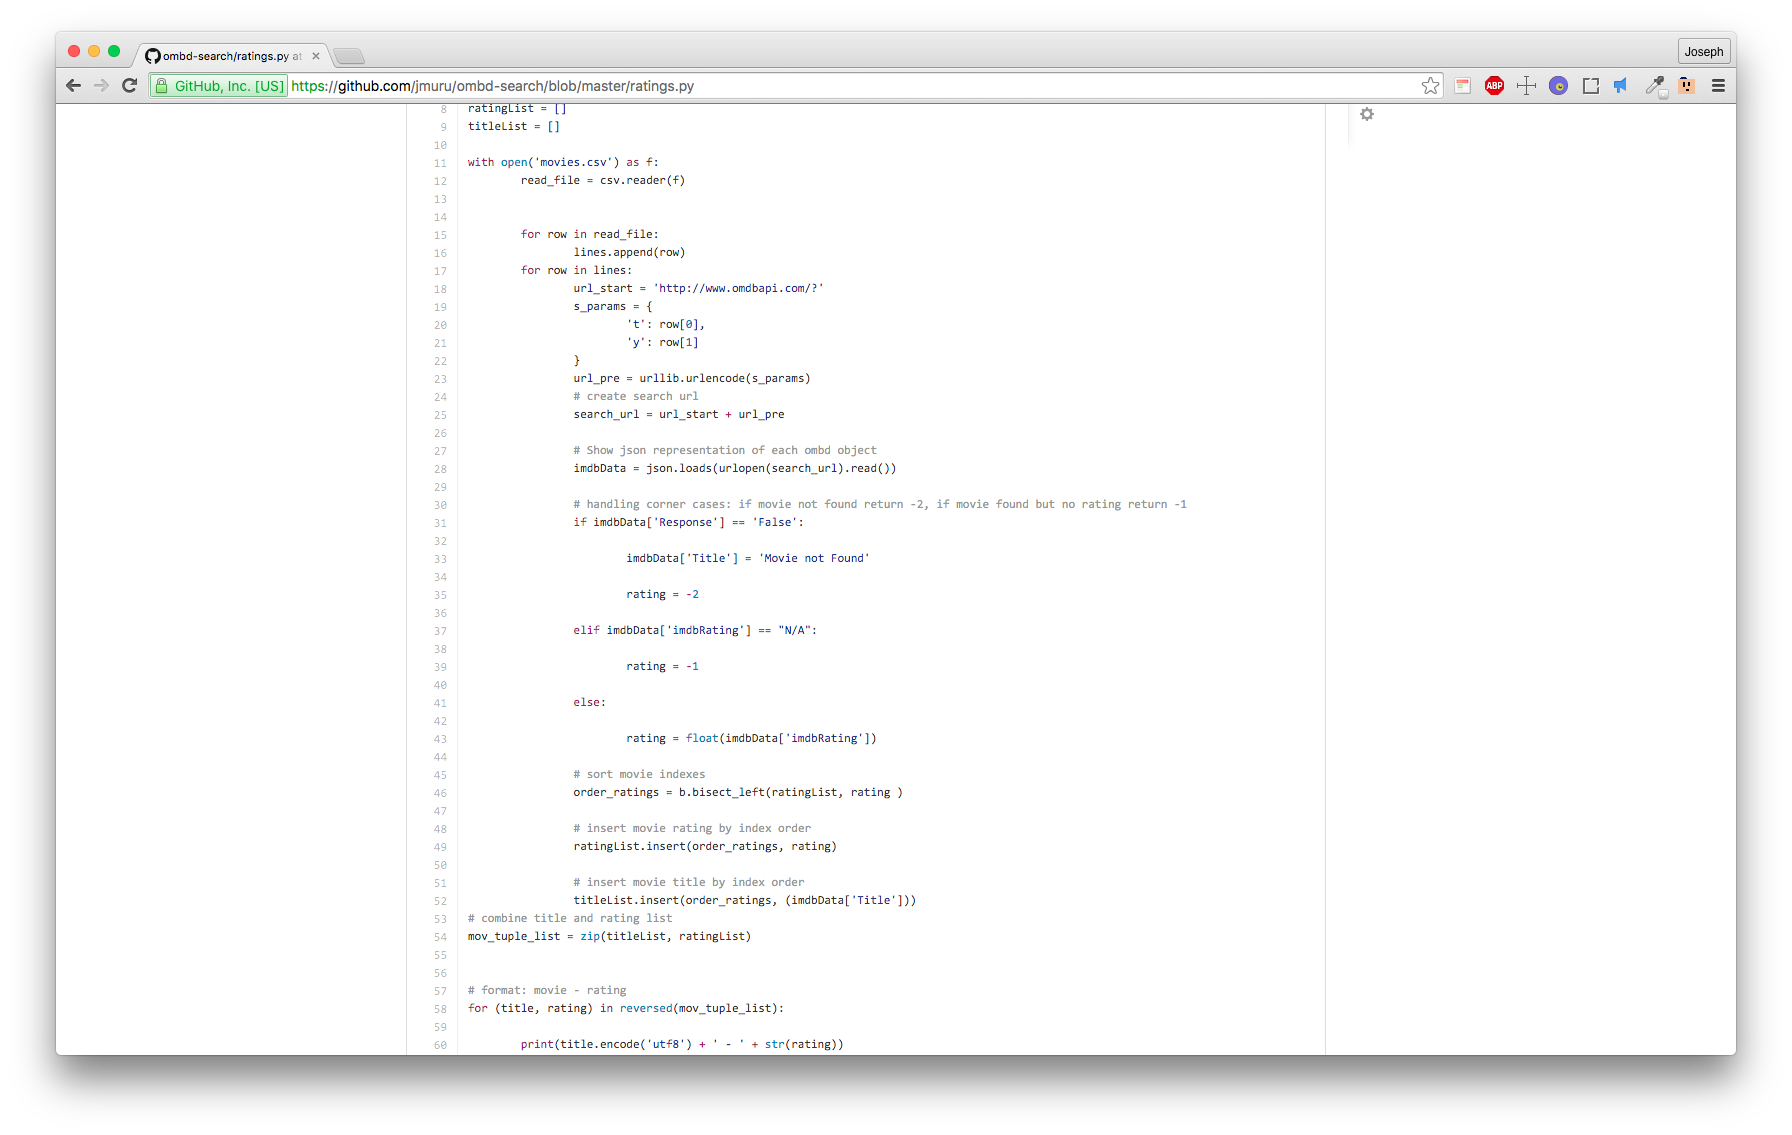 ombd-search/ratings.py at
Joseph
GitHub, Inc. [US] https://github.com/jmuru/ombd-search/blob/master/ratings.py
ABP
8 ratingList = []
9 titleList = []
10
11 with open('movies.csv') as f:
12 read_file = csv.reader(f)
13
14
15 for row in read_file:
16 lines.append(row)
17 for row in lines:
18 url_start = 'http://www.omdbapi.com/?'
19 s_params = {
20 't': row[0],
21 'y': row[1]
22 }
23 url_pre = urllib.urlencode(s_params)
24 # create search url
25 search_url = url_start + url_pre
26
27 # Show json representation of each ombd object
28 imdbData = json.loads(urlopen(search_url).read())
29
30 # handling corner cases: if movie not found return -2, if movie found but no rating return -1
31 if imdbData['Response'] == 'False':
32
33 imdbData['Title'] = 'Movie not Found'
34
35 rating = -2
36
37 elif imdbData['imdbRating'] == "N/A":
38
39 rating = -1
40
41 else:
42
43 rating = float(imdbData['imdbRating'])
44
45 # sort movie indexes
46 order_ratings = b.bisect_left(ratingList, rating )
47
48 # insert movie rating by index order
49 ratingList.insert(order_ratings, rating)
50
51 # insert movie title by index order
52 titleList.insert(order_ratings, (imdbData['Title']))
53 # combine title and rating list
54 mov_tuple_list = zip(titleList, ratingList)
55
56
57 # format: movie - rating
58 for (title, rating) in reversed(mov_tuple_list):
59
60 print(title.encode('utf8') + ' - ' + str(rating))